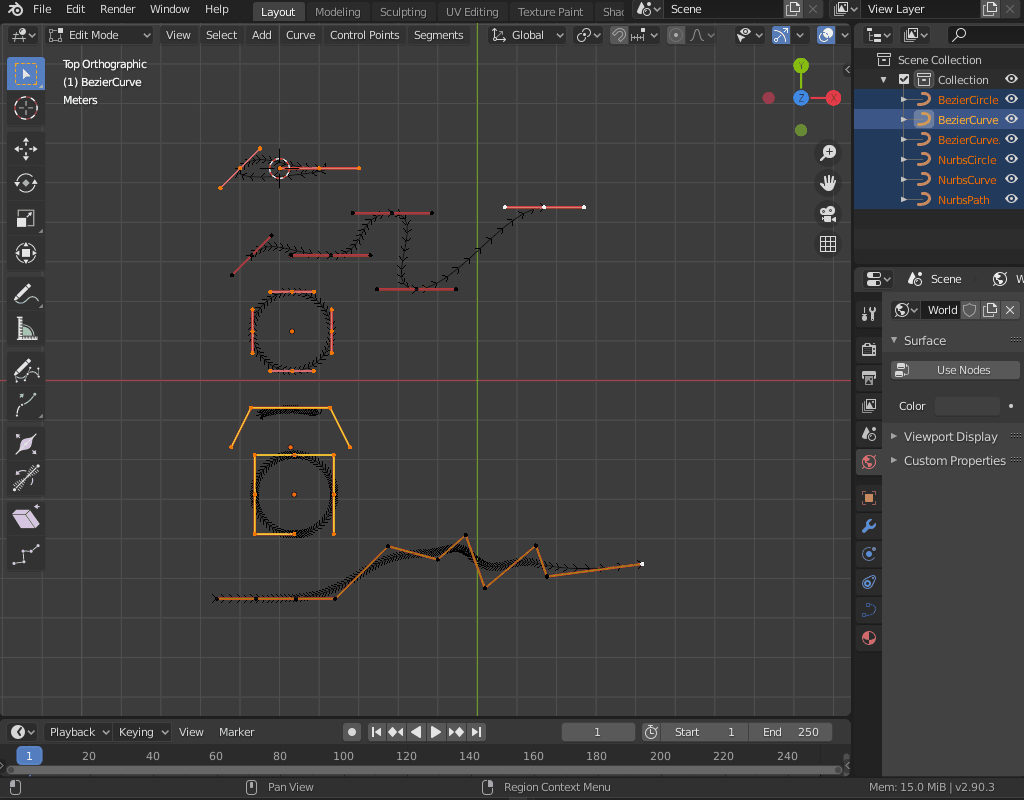 File Edit Render Window Help Layout Modeling Sculpting UV Editing Texture Paint Sha Scene View Layer
Edit Mode View Select Add Curve Control Points Segments Global
Top Orthographic
(1) BezierCurve
Meters
Y
Z X
Scene Collection
Collection
BezierCircle
BezierCurve
BezierCurve.
NurbsCircle
NurbsCurve
NurbsPath
Scene W
World
Surface
Use Nodes
Color
Viewport Display
Custom Properties
Playback Keying View Marker 1 Start 1 End 250
1 20 40 60 80 100 120 140 160 180 200 220 240
Pan View Region Context Menu Mem: 15.0 MiB | v2.90.3